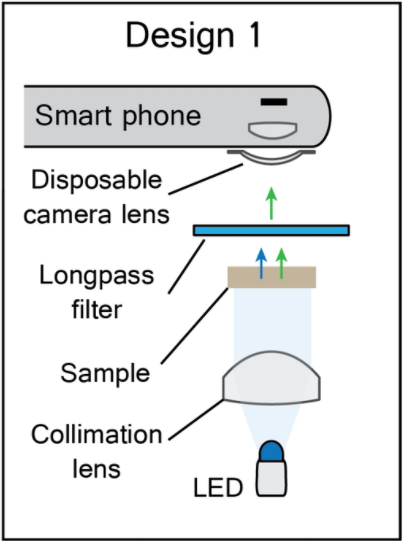 Design 1
Smart phone
Disposable
camera lens
Longpass
filter
Sample
Collimation
lens
LED